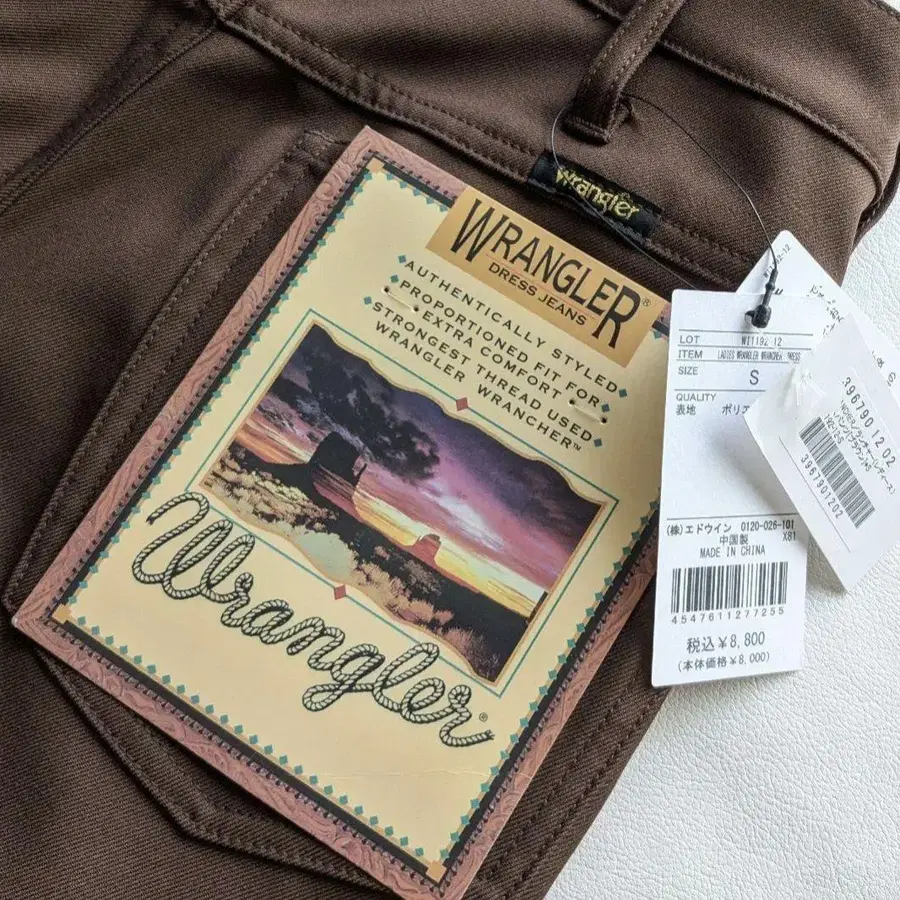 Wrangler
WRANGLER®
DRESS JEANS
AUTHENTICALLY STYLED
PROPORTIONED FIT FOR
EXTRA COMFORT
STRONGEST THREAD USED
WRANGLER WRANCHER™
Wrangler®
LOT WI1192-12
ITEM LADIES WRANGLER WRANCHER DRESS
SIZE S
QUALITY
表地 ポリエ
(株)エドウイン 0120-026-101
中国製 X81
MADE IN CHINA
4547611277255
税込¥8,800
(本体価格¥8,000)
396790 12 02
192-12-S
3967901202